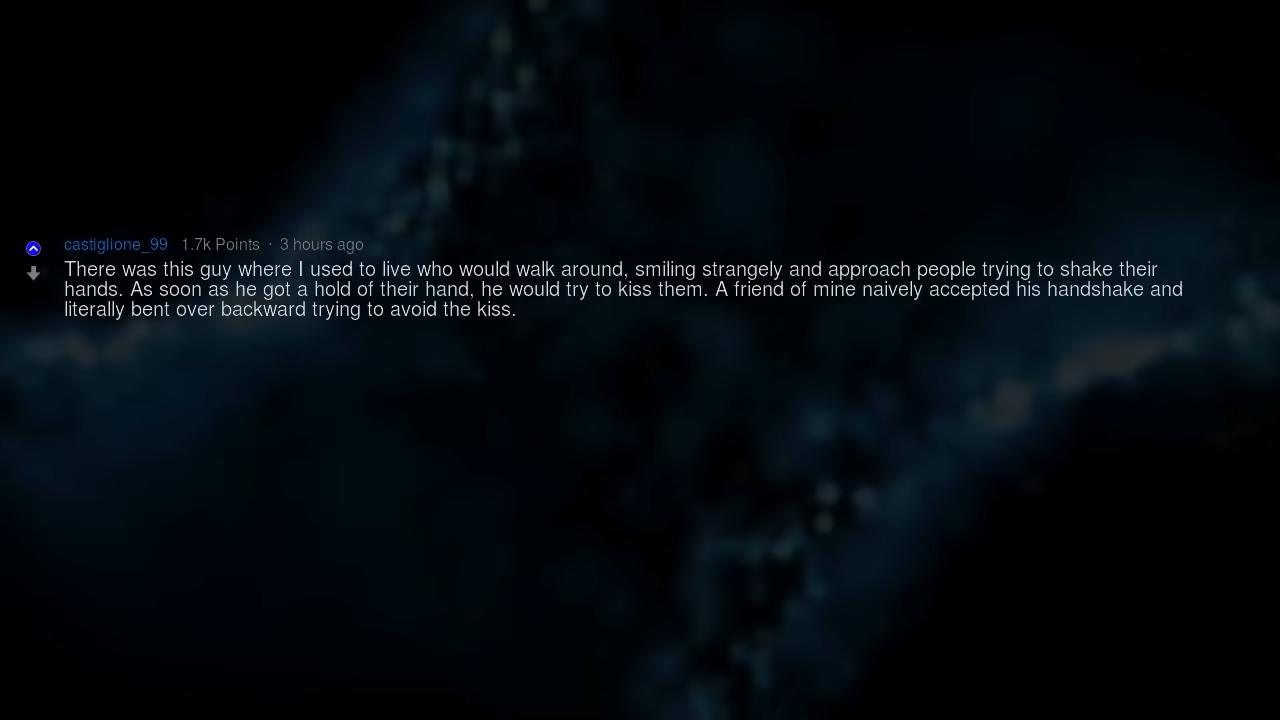 castiglione_99 1.7k Points · 3 hours ago
There was this guy where I used to live who would walk around, smiling strangely and approach people trying to shake their
hands. As soon as he got a hold of their hand, he would try to kiss them. A friend of mine naively accepted his handshake and
literally bent over backward trying to avoid the kiss.